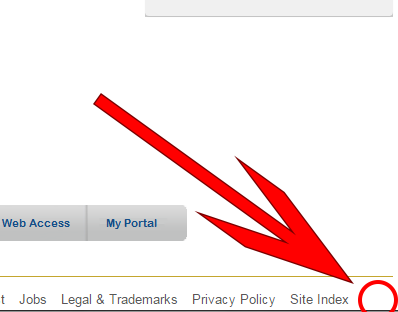 Web Access My Portal
Jobs Legal & Trademarks Privacy Policy Site Index